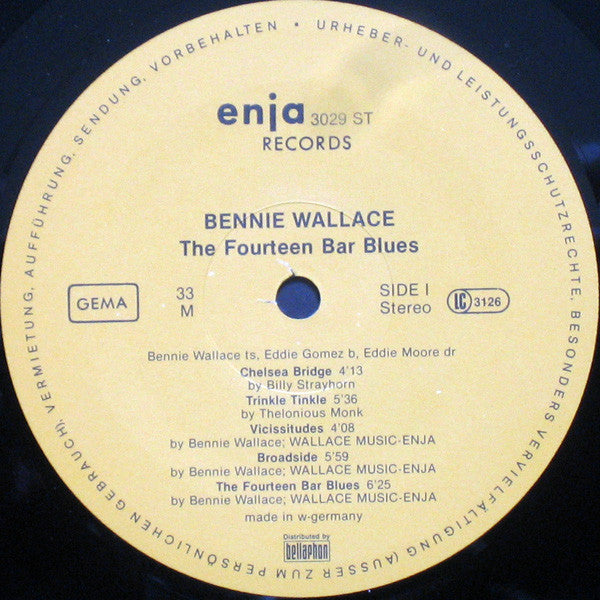 URHEBER- UND LEISTUNGSSCHUTZRECHTE, BESONDERS VERVIELFÄLTIGUNG (AUSSER ZUM PERSÖNLICHEN GEBRAUCH), VERMIETUNG, AUFFÜHRUNG, SENDUNG, VORBEHALTEN •
enja 3029 ST
RECORDS
BENNIE WALLACE
The Fourteen Bar Blues
GEMA
33
M
SIDE I
Stereo
LC 3126
Bennie Wallace ts, Eddie Gomez b, Eddie Moore dr
Chelsea Bridge 4'13
by Billy Strayhorn
Trinkle Tinkle 5'36
by Thelonious Monk
Vicissitudes 4'08
by Bennie Wallace; WALLACE MUSIC-ENJA
Broadside 5'59
by Bennie Wallace; WALLACE MUSIC-ENJA
The Fourteen Bar Blues 6'25
by Bennie Wallace; WALLACE MUSIC-ENJA
made in w-germany
Distributed by
bellaphon